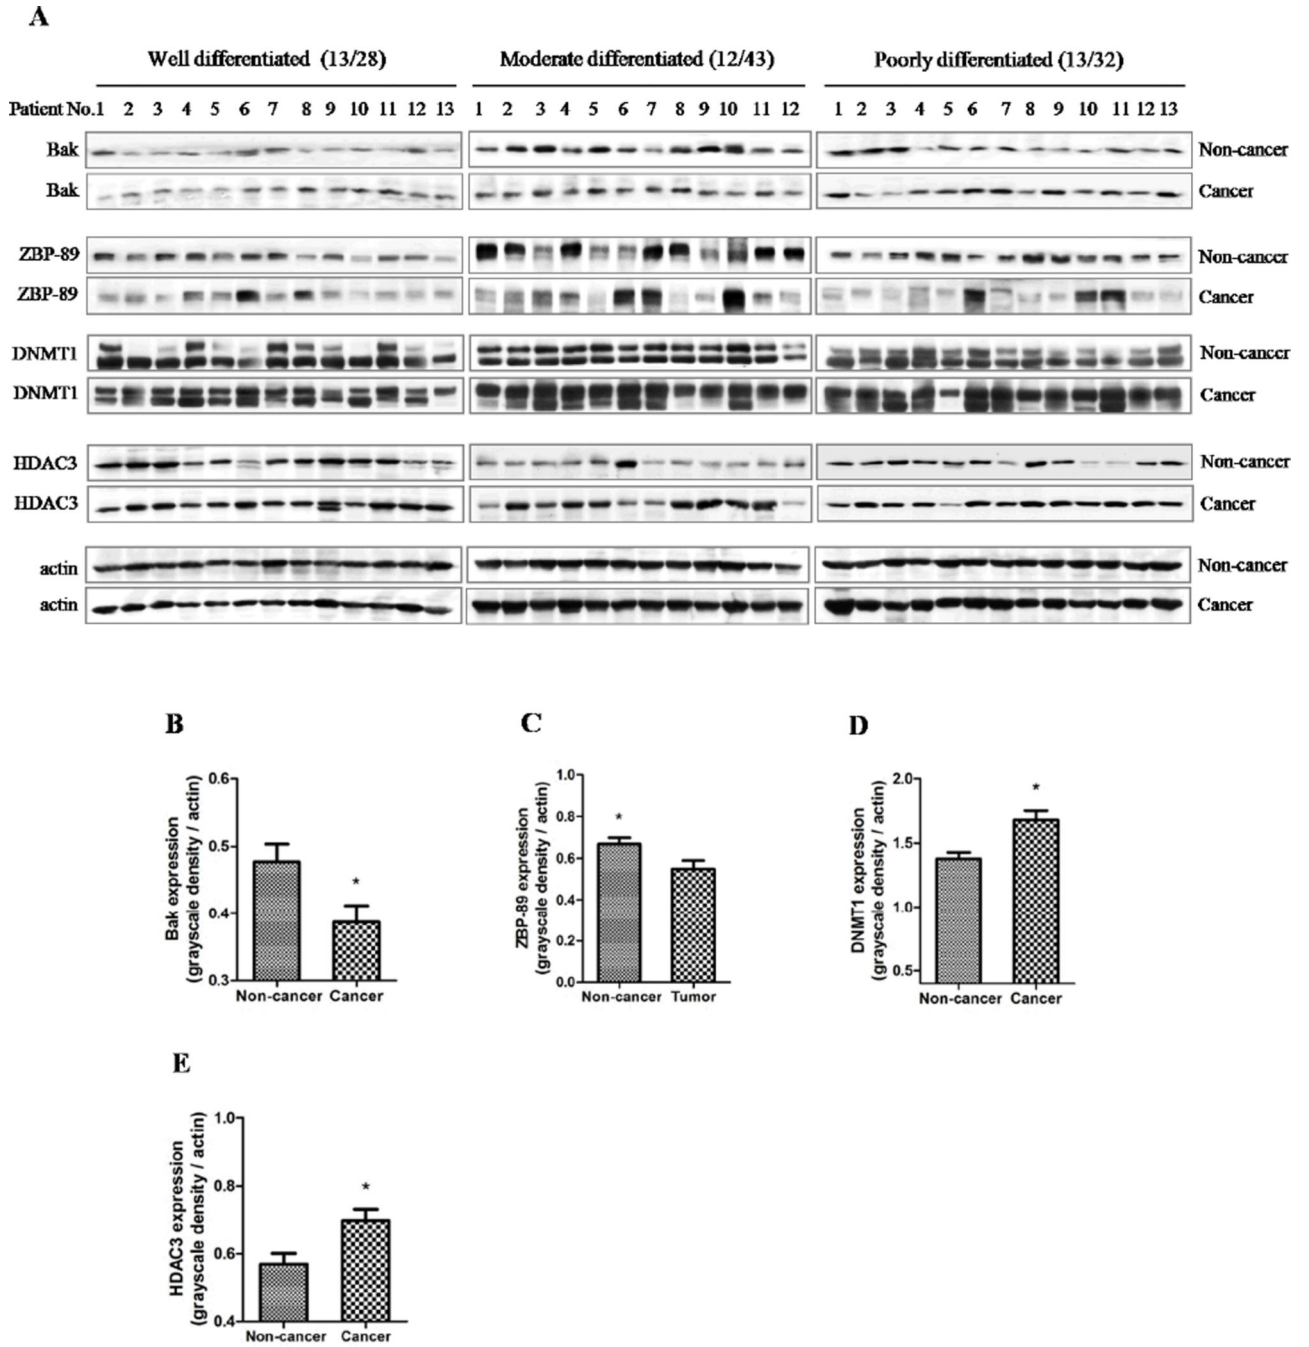 A
Well differentiated (13/28) Moderate differentiated (12/43) Poorly differentiated (13/32)
Patient No.1 2 3 4 5 6 7 8 9 10 11 12 13 1 2 3 4 5 6 7 8 9 10 11 12 1 2 3 4 5 6 7 8 9 10 11 12 13
Bak Non-cancer
Bak Cancer
ZBP-89 Non-cancer
ZBP-89 Cancer
DNMT1 Non-cancer
DNMT1 Cancer
HDAC3 Non-cancer
HDAC3 Cancer
actin Non-cancer
actin Cancer
B
Bak expression
(grayscale density / actin)
0.6
0.5
0.4
0.3
*
Non-cancer Cancer
C
ZBP-89 expression
(grayscale density / actin)
1.0
0.8
0.6
0.4
0.2
0.0
*
Non-cancer Tumor
D
DNMT1 expression
(grayscale density / actin)
2.0
1.5
1.0
0.5
*
Non-cancer Cancer
E
HDAC3 expression
(grayscale density / actin)
1.0
0.8
0.6
0.4
*
Non-cancer Cancer